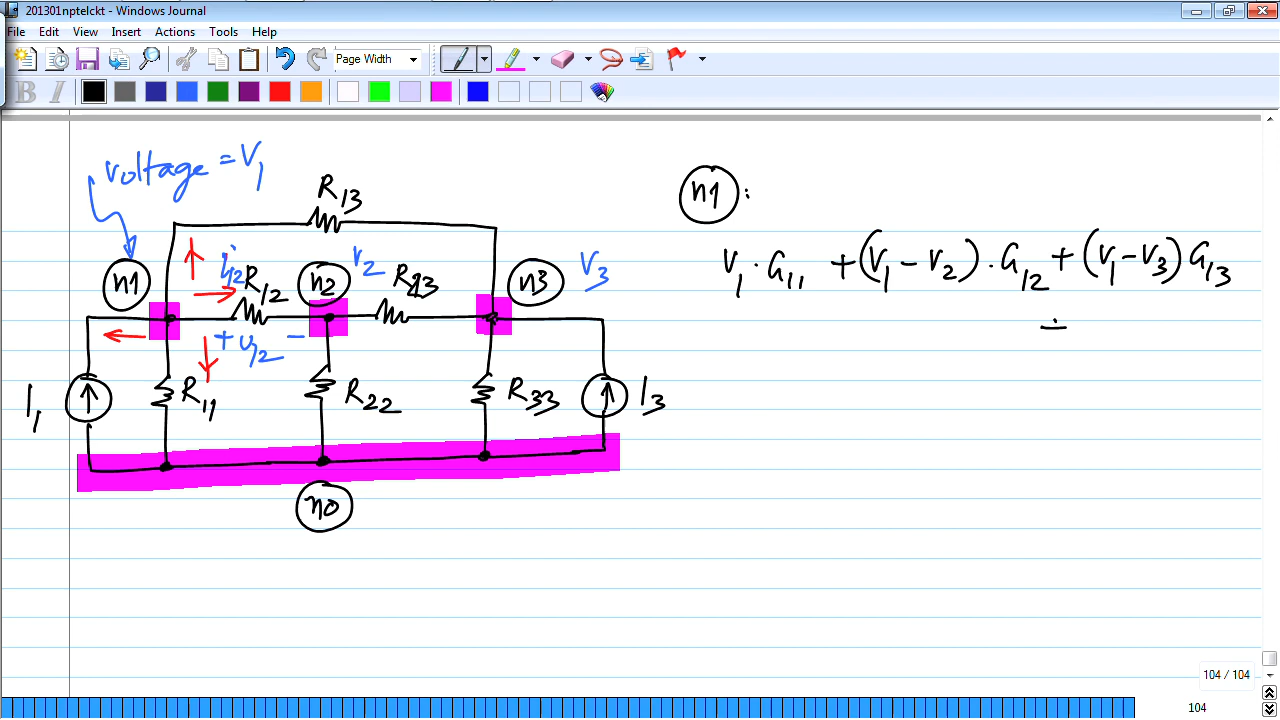 201301nptelckt - Windows Journal
File Edit View Insert Actions Tools Help
Page Width
B I
voltage = V1
R13
n1 i12 R12 n2 V2 R23 n3 V3
+ v12 −
I1 R11 R22 R33 I3
n0
n1 :
V1 · G11 + (V1 − V2) · G12 + (V1 − V3) G13
104 / 104
104